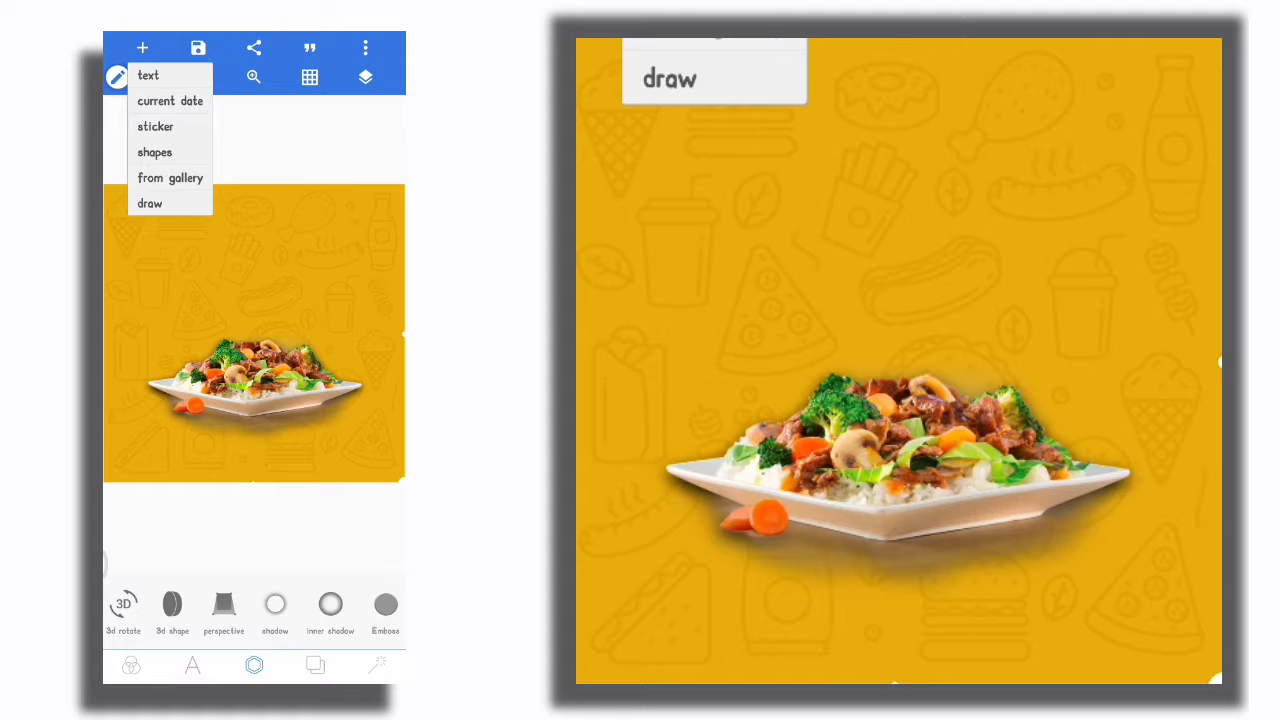 text
current date
sticker
shapes
from gallery
draw
3D
3d rotate
3d shape
perspective
shadow
inner shadow
Emboss
A
draw